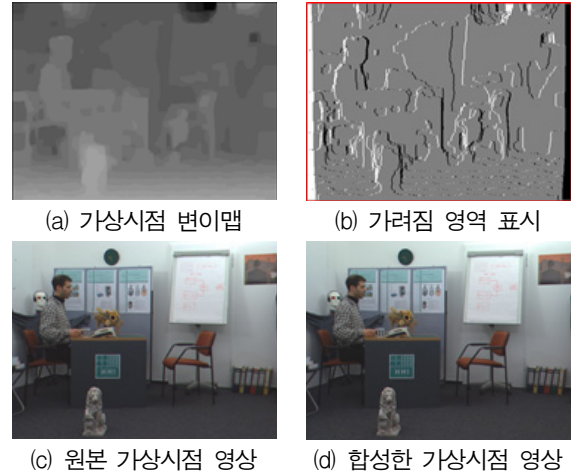 (a) 가상시점 변이맵
(b) 가려짐 영역 표시
(c) 원본 가상시점 영상
(d) 합성한 가상시점 영상